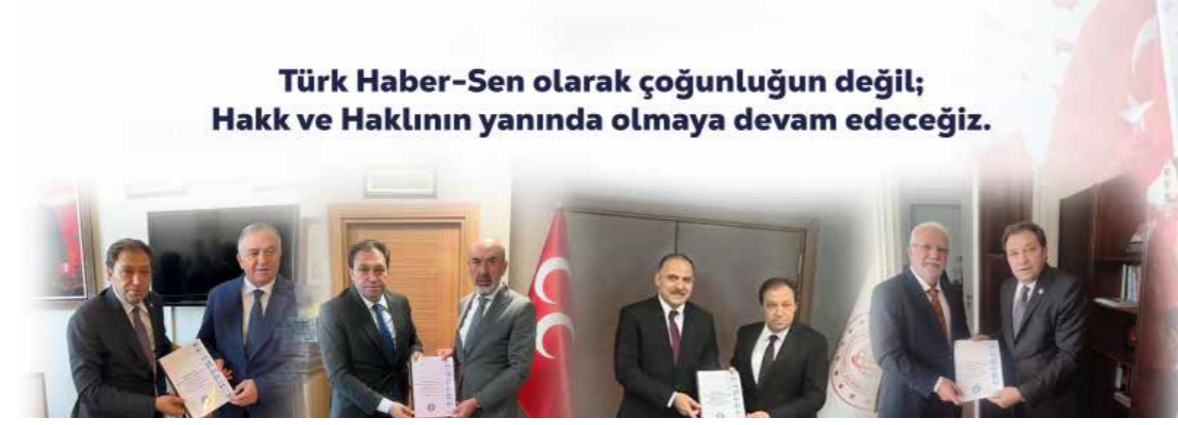 Türk Haber-Sen olarak çoğunluğun değil;
Hakk ve Haklının yanında olmaya devam edeceğiz.